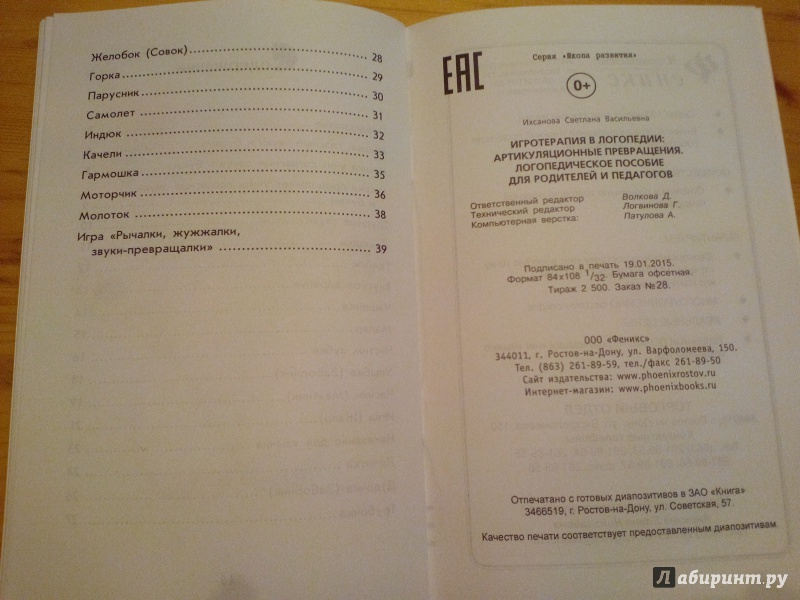 Желобок (Совок) 28
Горка 29
Парусник 30
Самолет 31
Индюк 32
Качели 33
Гармошка 35
Моторчик 36
Молоток 38
Игра «Рычалки, жужжалки,
звуки-превращалки» 39
Серия «Школа развития»
EAC
0+
Ихсанова Светлана Васильевна
ИГРОТЕРАПИЯ В ЛОГОПЕДИИ:
АРТИКУЛЯЦИОННЫЕ ПРЕВРАЩЕНИЯ.
ЛОГОПЕДИЧЕСКОЕ ПОСОБИЕ
ДЛЯ РОДИТЕЛЕЙ И ПЕДАГОГОВ
Ответственный редактор Волкова Д.
Технический редактор Логвинова Г.
Компьютерная верстка: Патулова А.
Подписано в печать 19.01.2015.
Формат 84х108 1/32. Бумага офсетная.
Тираж 2 500. Заказ №28.
ООО «Феникс»
344011, г. Ростов-на-Дону, ул. Варфоломеева, 150.
Тел. (863) 261-89-59, тел./факс 261-89-50
Сайт издательства: www.phoenixrostov.ru
Интернет-магазин: www.phoenixbooks.ru
Отпечатано с готовых диапозитивов в ЗАО «Книга»
3466519, г. Ростов-на-Дону, ул. Советская, 57.
Качество печати соответствует предоставленным диапозитивам
Лабиринт.ру